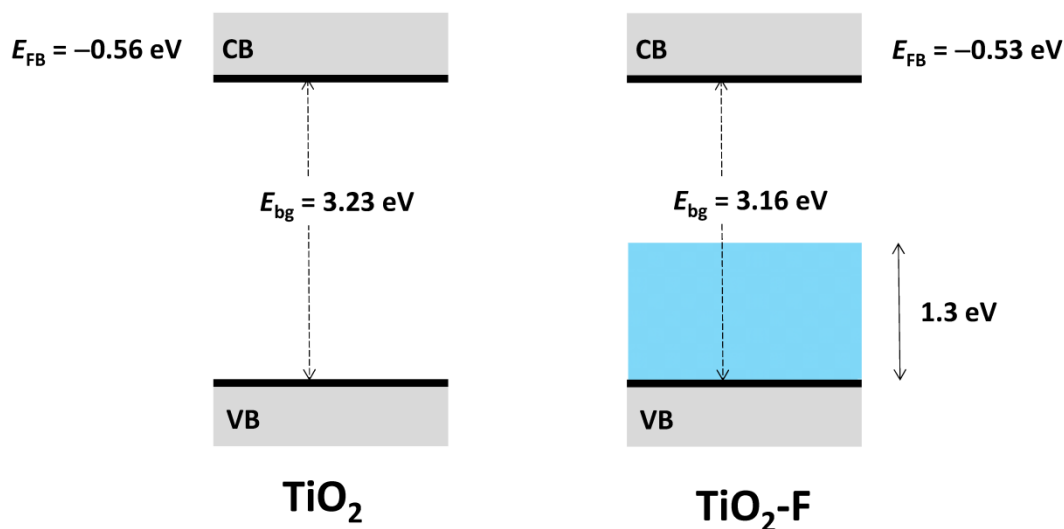 CB
E_FB = −0.56 eV
E_bg = 3.23 eV
VB
TiO₂
CB
E_FB = −0.53 eV
E_bg = 3.16 eV
1.3 eV
VB
TiO₂-F